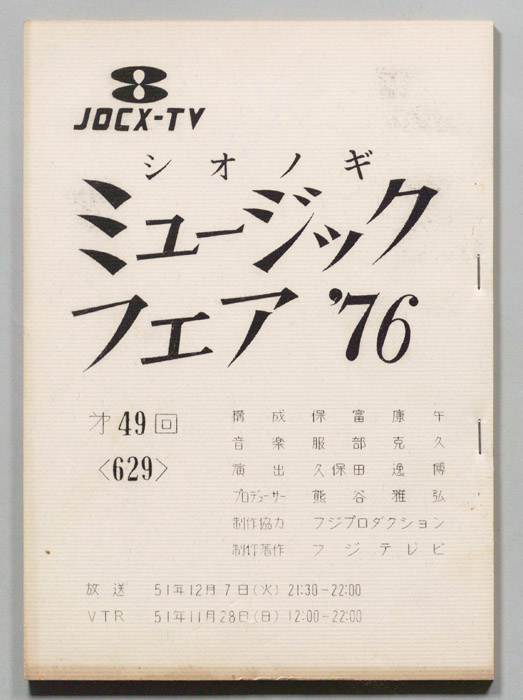 8
JOCX-TV
シオノギ
ミュージック
フェア '76
才49回
〈629〉
構成 保富康午
音楽 服部克久
演出 久保田逸博
プロデューサー 熊谷雅弘
制作協力 フジプロダクション
制作著作 フジテレビ
放送 51年12月7日(火) 21:30-22:00
VTR 51年11月28日(日) 12:00-22:00